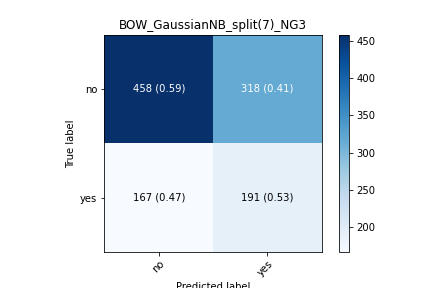 BOW_GaussianNB_split(7)_NG3
True label
no
458 (0.59) 318 (0.41)
yes
167 (0.47) 191 (0.53)
no yes
Predicted label
450
400
350
300
250
200